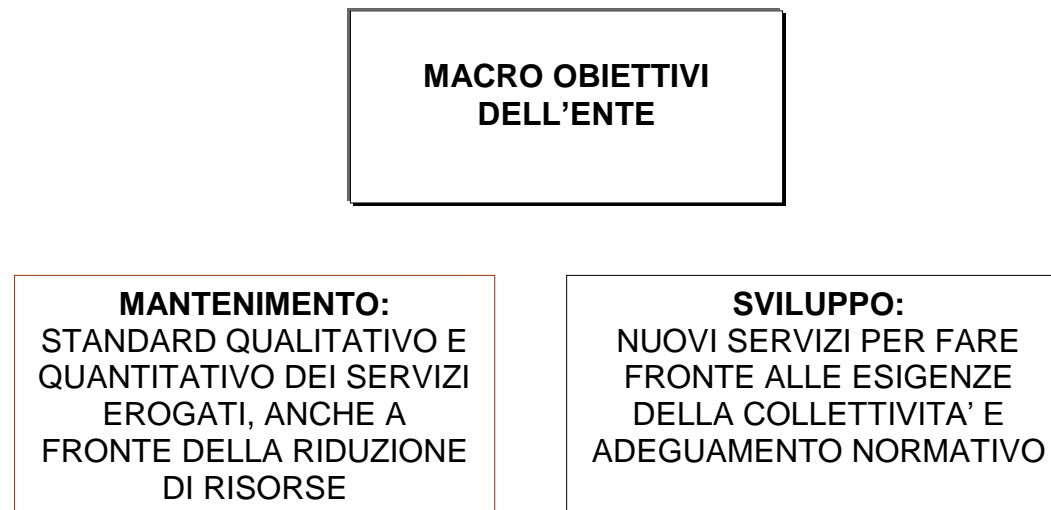 MACRO OBIETTIVI
DELL’ENTE
MANTENIMENTO:
STANDARD QUALITATIVO E
QUANTITATIVO DEI SERVIZI
EROGATI, ANCHE A
FRONTE DELLA RIDUZIONE
DI RISORSE
SVILUPPO:
NUOVI SERVIZI PER FARE
FRONTE ALLE ESIGENZE
DELLA COLLETTIVITA’ E
ADEGUAMENTO NORMATIVO